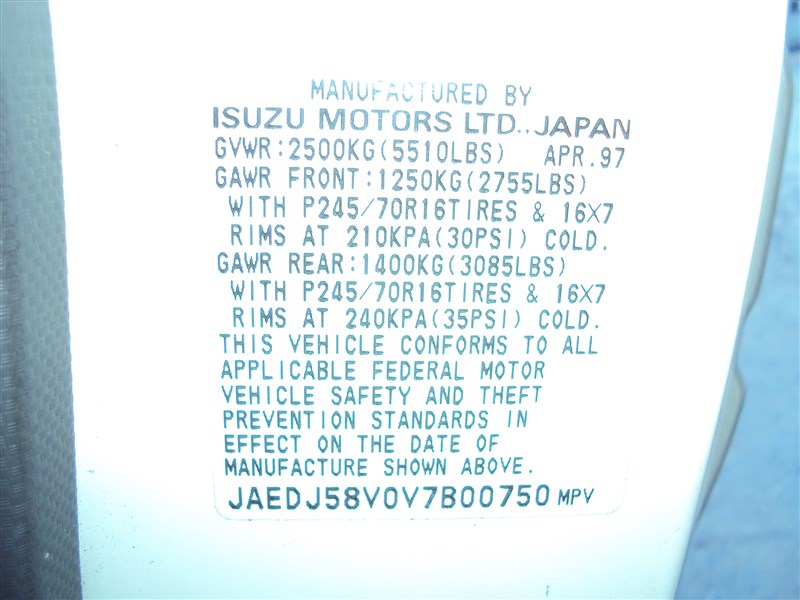 MANUFACTURED BY
ISUZU MOTORS LTD., JAPAN
GVWR:2500KG(5510LBS) APR.97
GAWR FRONT:1250KG(2755LBS)
WITH P245/70R16TIRES & 16X7
RIMS AT 210KPA(30PSI) COLD.
GAWR REAR:1400KG(3085LBS)
WITH P245/70R16TIRES & 16X7
RIMS AT 240KPA(35PSI) COLD.
THIS VEHICLE CONFORMS TO ALL
APPLICABLE FEDERAL MOTOR
VEHICLE SAFETY AND THEFT
PREVENTION STANDARDS IN
EFFECT ON THE DATE OF
MANUFACTURE SHOWN ABOVE.
JAEDJ58V0V7B00750 MPV